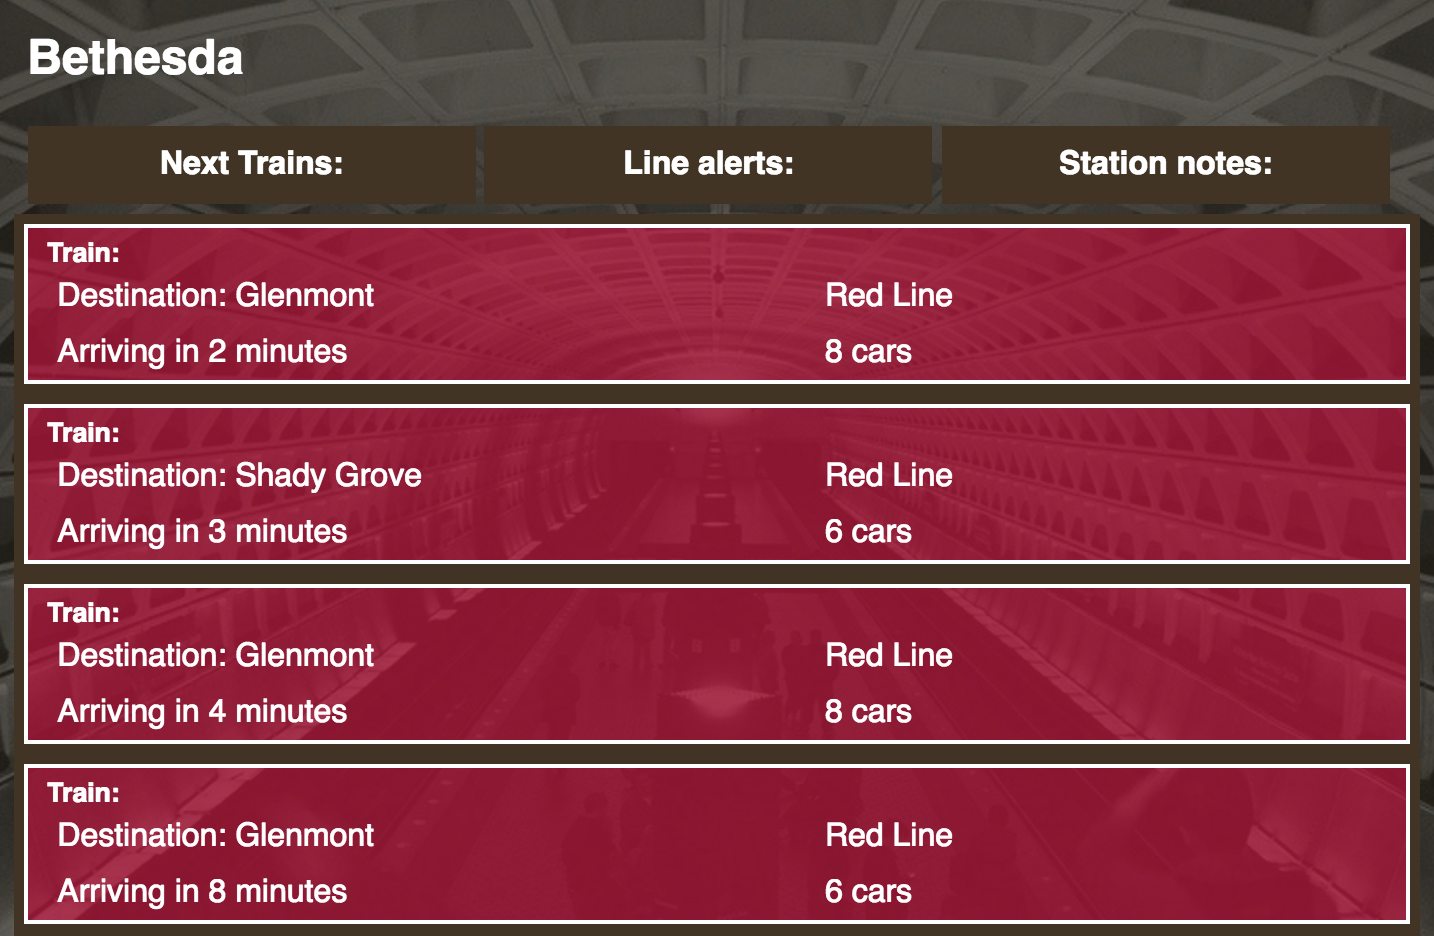 Bethesda
Next Trains: Line alerts: Station notes:
Train:
Destination: Glenmont Red Line
Arriving in 2 minutes 8 cars
Train:
Destination: Shady Grove Red Line
Arriving in 3 minutes 6 cars
Train:
Destination: Glenmont Red Line
Arriving in 4 minutes 8 cars
Train:
Destination: Glenmont Red Line
Arriving in 8 minutes 6 cars